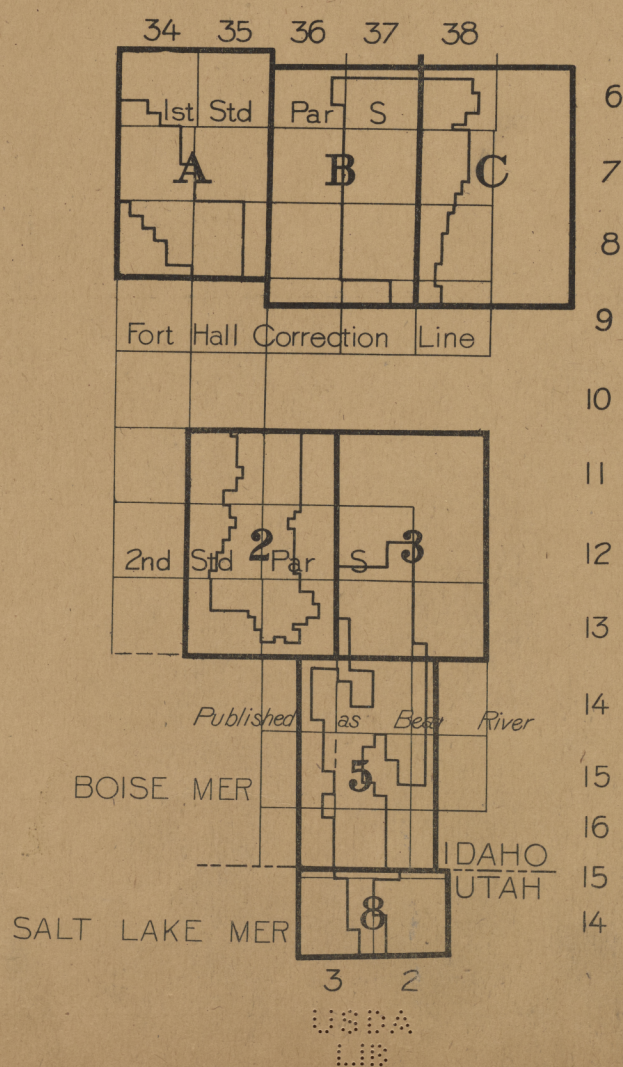 34 35 36 37 38
6
1st Std Par S
A B C
7
8
9
Fort Hall Correction Line
10
11
2 3
12
2nd Std Par S
13
14
Published as Bear River
5
15
BOISE MER
16
IDAHO
UTAH
15
8
14
SALT LAKE MER
3 2
USDA
LIB